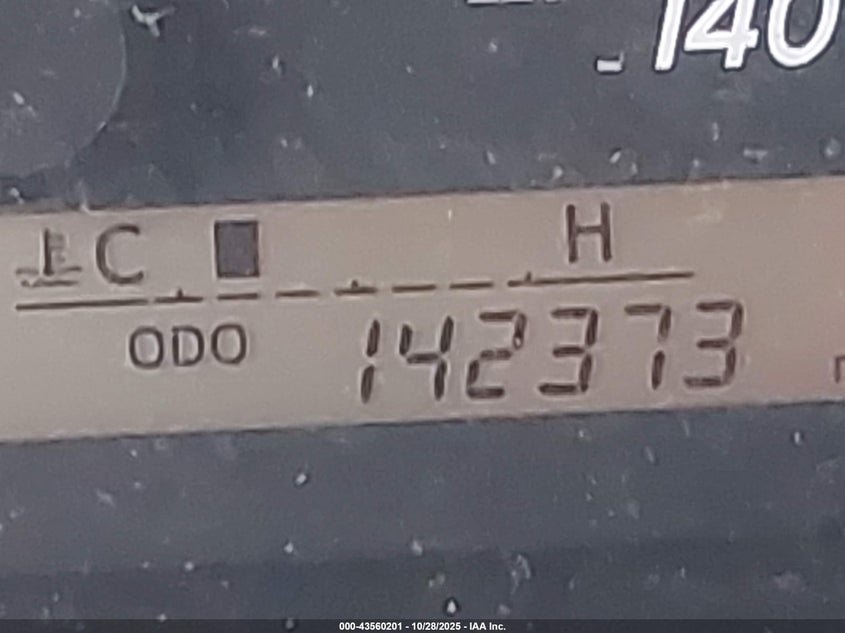 140
C H
ODO 142373
000-43560201 - 10/28/2025 - IAA Inc.